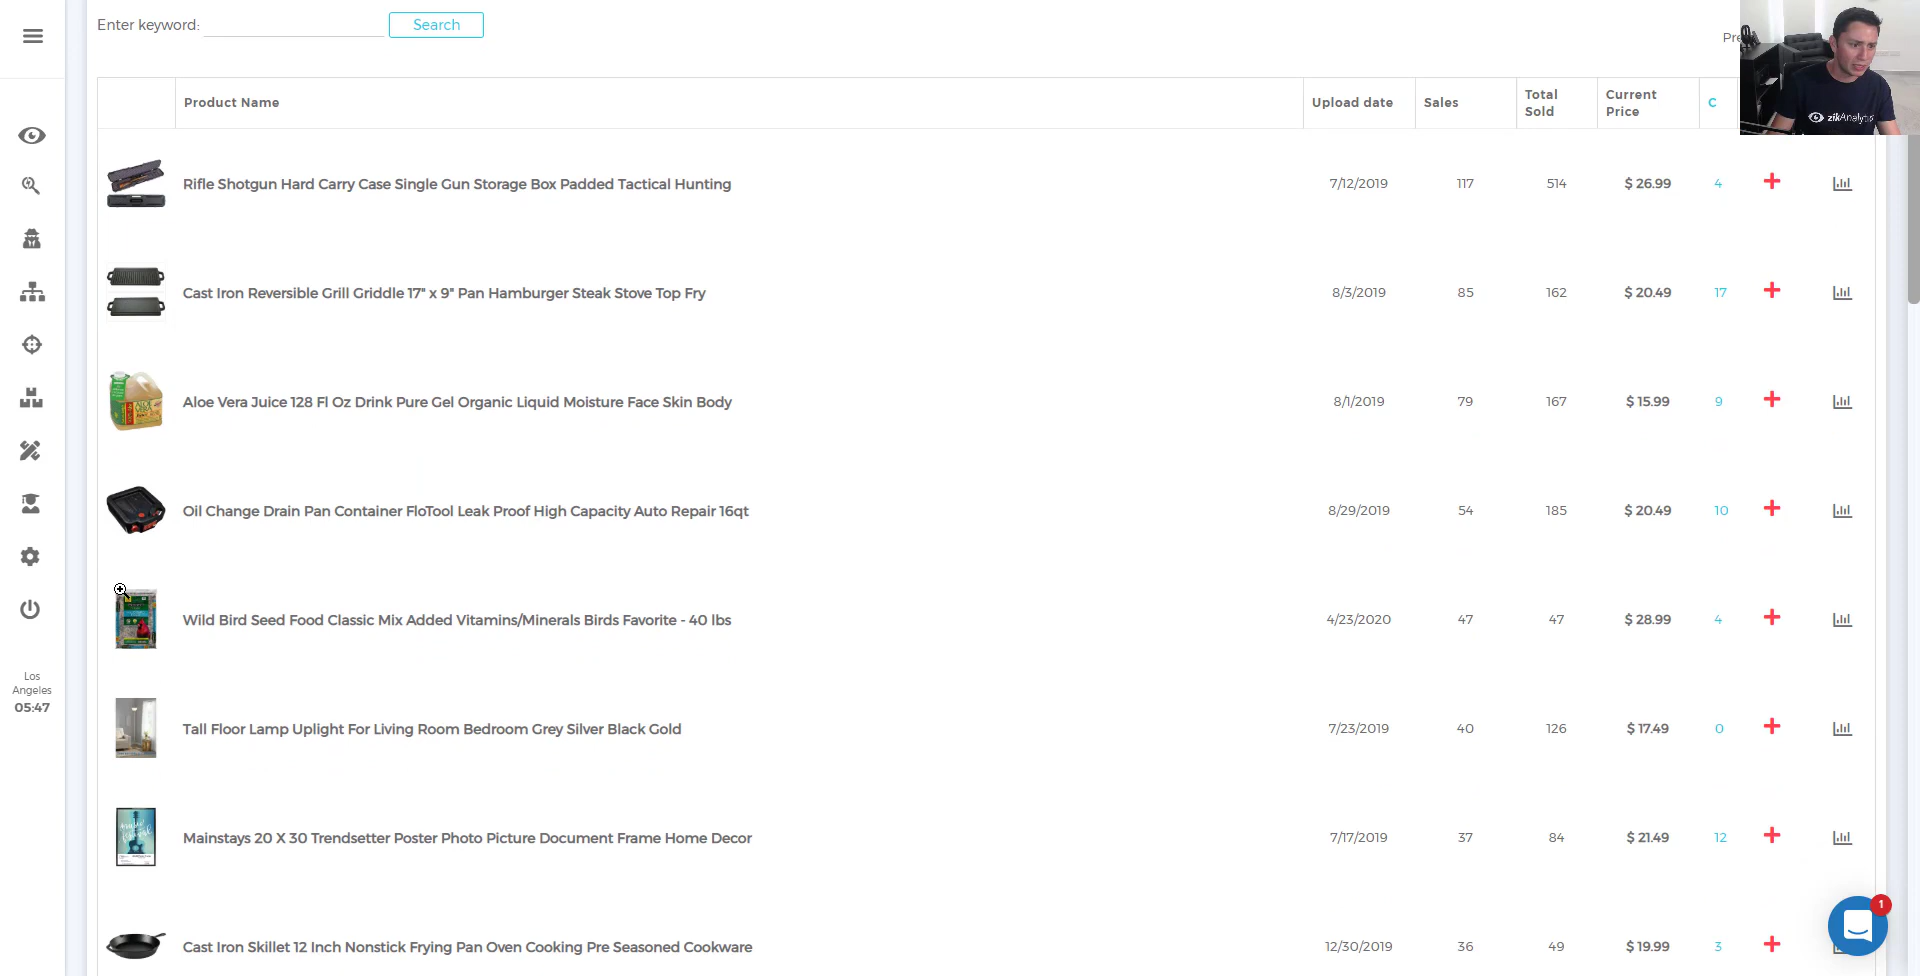 Enter keyword:
Search
Pre
Product Name
Upload date
Sales
Total
Sold
Current
Price
C
zikAnalytic
Rifle Shotgun Hard Carry Case Single Gun Storage Box Padded Tactical Hunting
7/12/2019
117
514
$ 26.99
4
Cast Iron Reversible Grill Griddle 17" x 9" Pan Hamburger Steak Stove Top Fry
8/3/2019
85
162
$ 20.49
17
Aloe Vera Juice 128 Fl Oz Drink Pure Gel Organic Liquid Moisture Face Skin Body
8/1/2019
79
167
$ 15.99
9
Oil Change Drain Pan Container FloTool Leak Proof High Capacity Auto Repair 16qt
8/29/2019
54
185
$ 20.49
10
Wild Bird Seed Food Classic Mix Added Vitamins/Minerals Birds Favorite - 40 lbs
4/23/2020
47
47
$ 28.99
4
Los
Angeles
05:47
Tall Floor Lamp Uplight For Living Room Bedroom Grey Silver Black Gold
7/23/2019
40
126
$ 17.49
0
Mainstays 20 X 30 Trendsetter Poster Photo Picture Document Frame Home Decor
7/17/2019
37
84
$ 21.49
12
Cast Iron Skillet 12 Inch Nonstick Frying Pan Oven Cooking Pre Seasoned Cookware
12/30/2019
36
49
$ 19.99
3
1